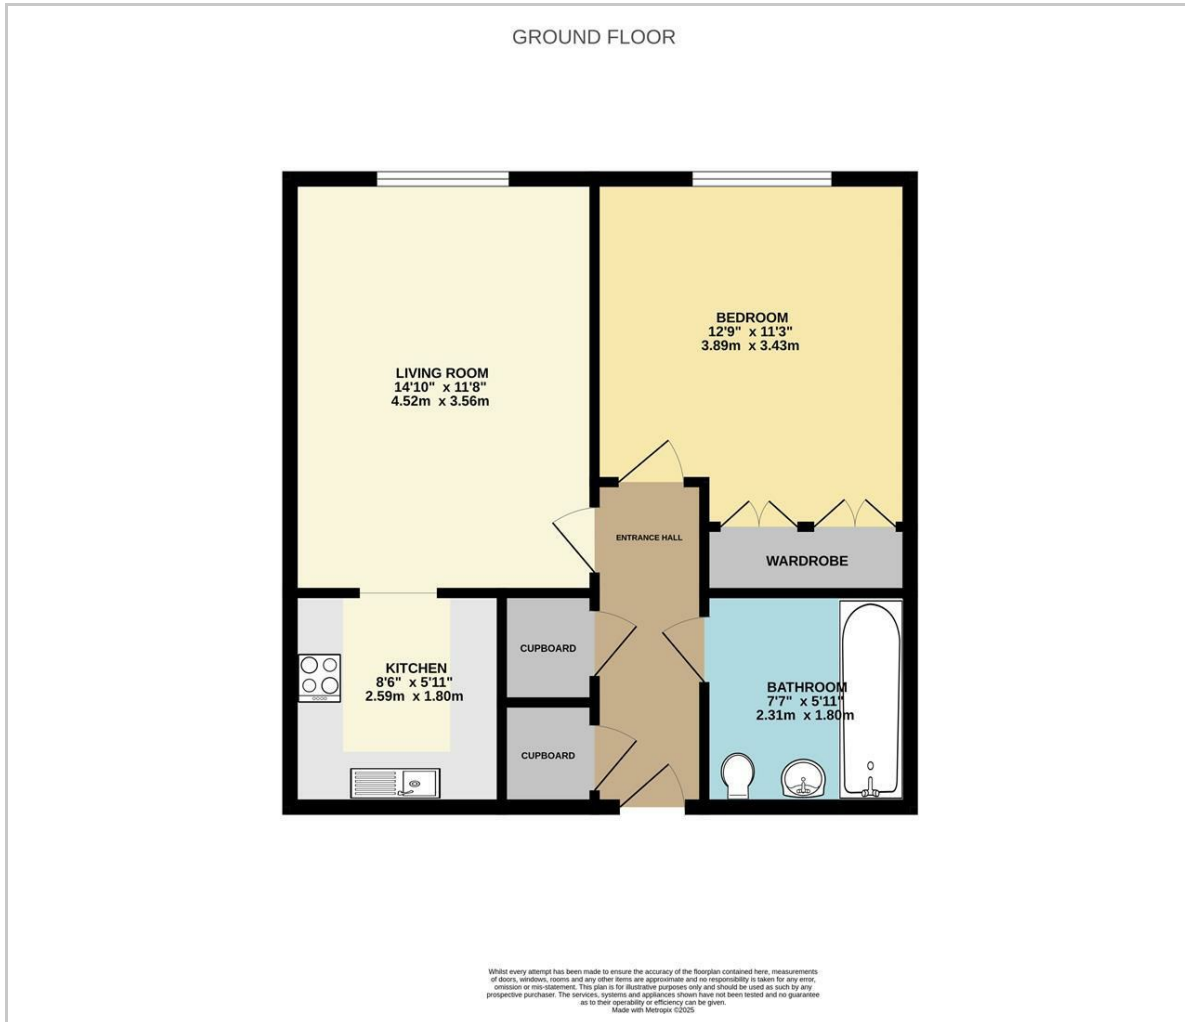 GROUND FLOOR
BEDROOM
12'9" x 11'3"
3.89m x 3.43m
LIVING ROOM
14'10" x 11'8"
4.52m x 3.56m
ENTRANCE HALL
WARDROBE
CUPBOARD
KITCHEN
8'6" x 5'11"
2.59m x 1.80m
BATHROOM
7'7" x 5'11"
2.31m x 1.80m
CUPBOARD
Whilst every attempt has been made to ensure the accuracy of the floorplan contained here, measurements
of doors, windows, rooms and any other items are approximate and no responsibility is taken for any error,
omission or mis-statement. This plan is for illustrative purposes only and should be used as such by any
prospective purchaser. The services, systems and appliances shown have not been tested and no guarantee
as to their operability or efficiency can be given.
Made with Metropix ©2025